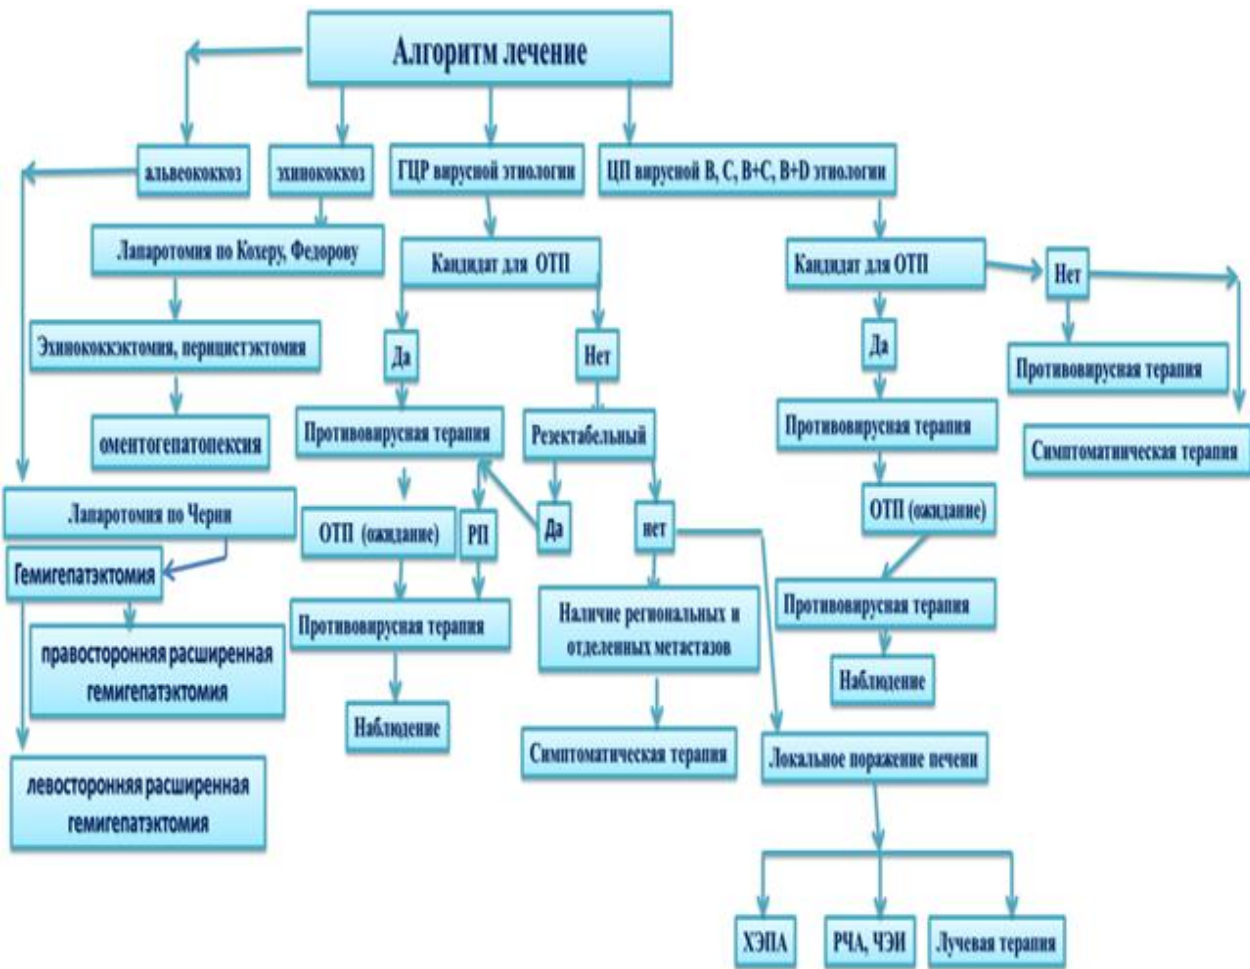 Алгоритм лечение
альвеококкоз
эхинококкоз
ГЦР вирусной этиологии
ЦП вирусной В, С, В+С, В+D этиологии
Лапаротомия по Кохеру, Федорову
Кандидат для ОТП
Кандидат для ОТП
Нет
Эхинококкэктомия, перицистэктомия
Да
Нет
Да
Противовирусная терапия
оментогепатопексия
Противовирусная терапия
Резектабельный
Противовирусная терапия
Симптоматническая терапия
Лапаротомия по Черни
ОТП (ожидание)
РП
Да
нет
ОТП (ожидание)
Гемигепатэктомия
Противовирусная терапия
Наличие региональных и
отделенных метастазов
Противовирусная терапия
правосторонняя расширенная
гемигепатэктомия
Наблюдение
Наблюдение
Симптоматическая терапия
Локальное поражение печени
левосторонняя расширенная
гемигепатэктомия
ХЭПА
РЧА, ЧЭИ
Лучевая терапия